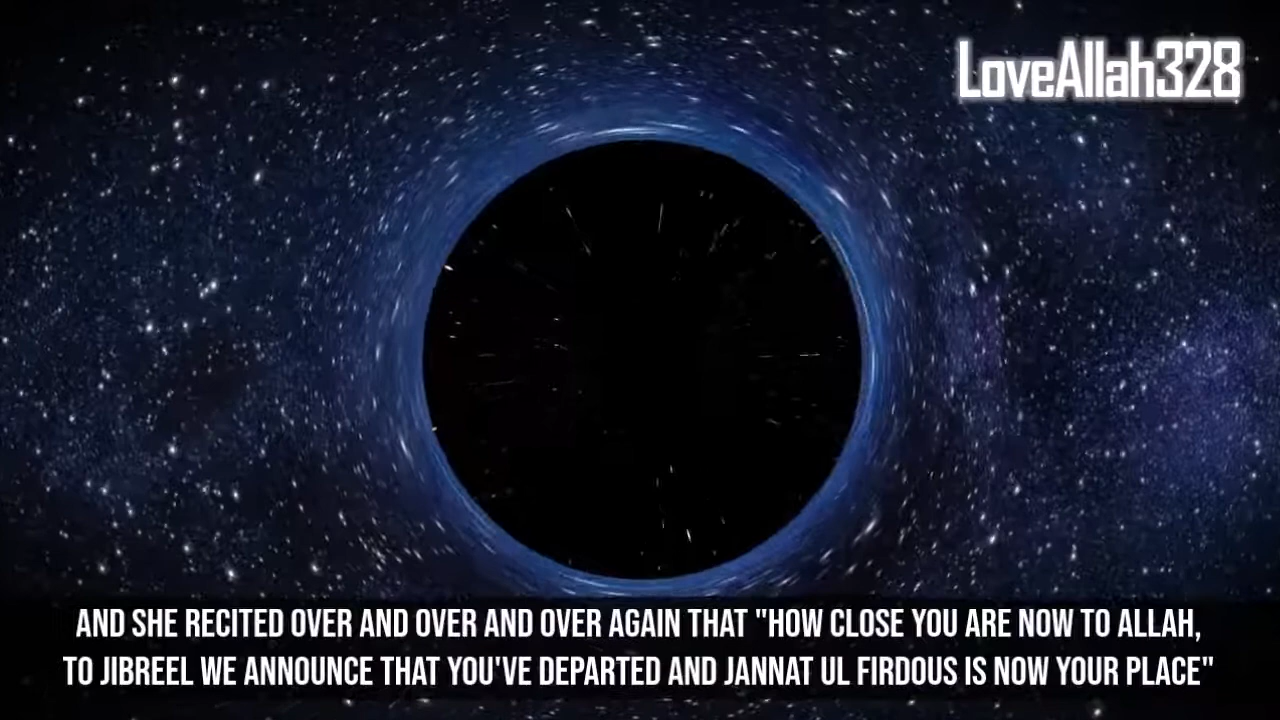 LoveAllah328
AND SHE RECITED OVER AND OVER AND OVER AGAIN THAT "HOW CLOSE YOU ARE NOW TO ALLAH,
TO JIBREEL WE ANNOUNCE THAT YOU'VE DEPARTED AND JANNAT UL FIRDOUS IS NOW YOUR PLACE"